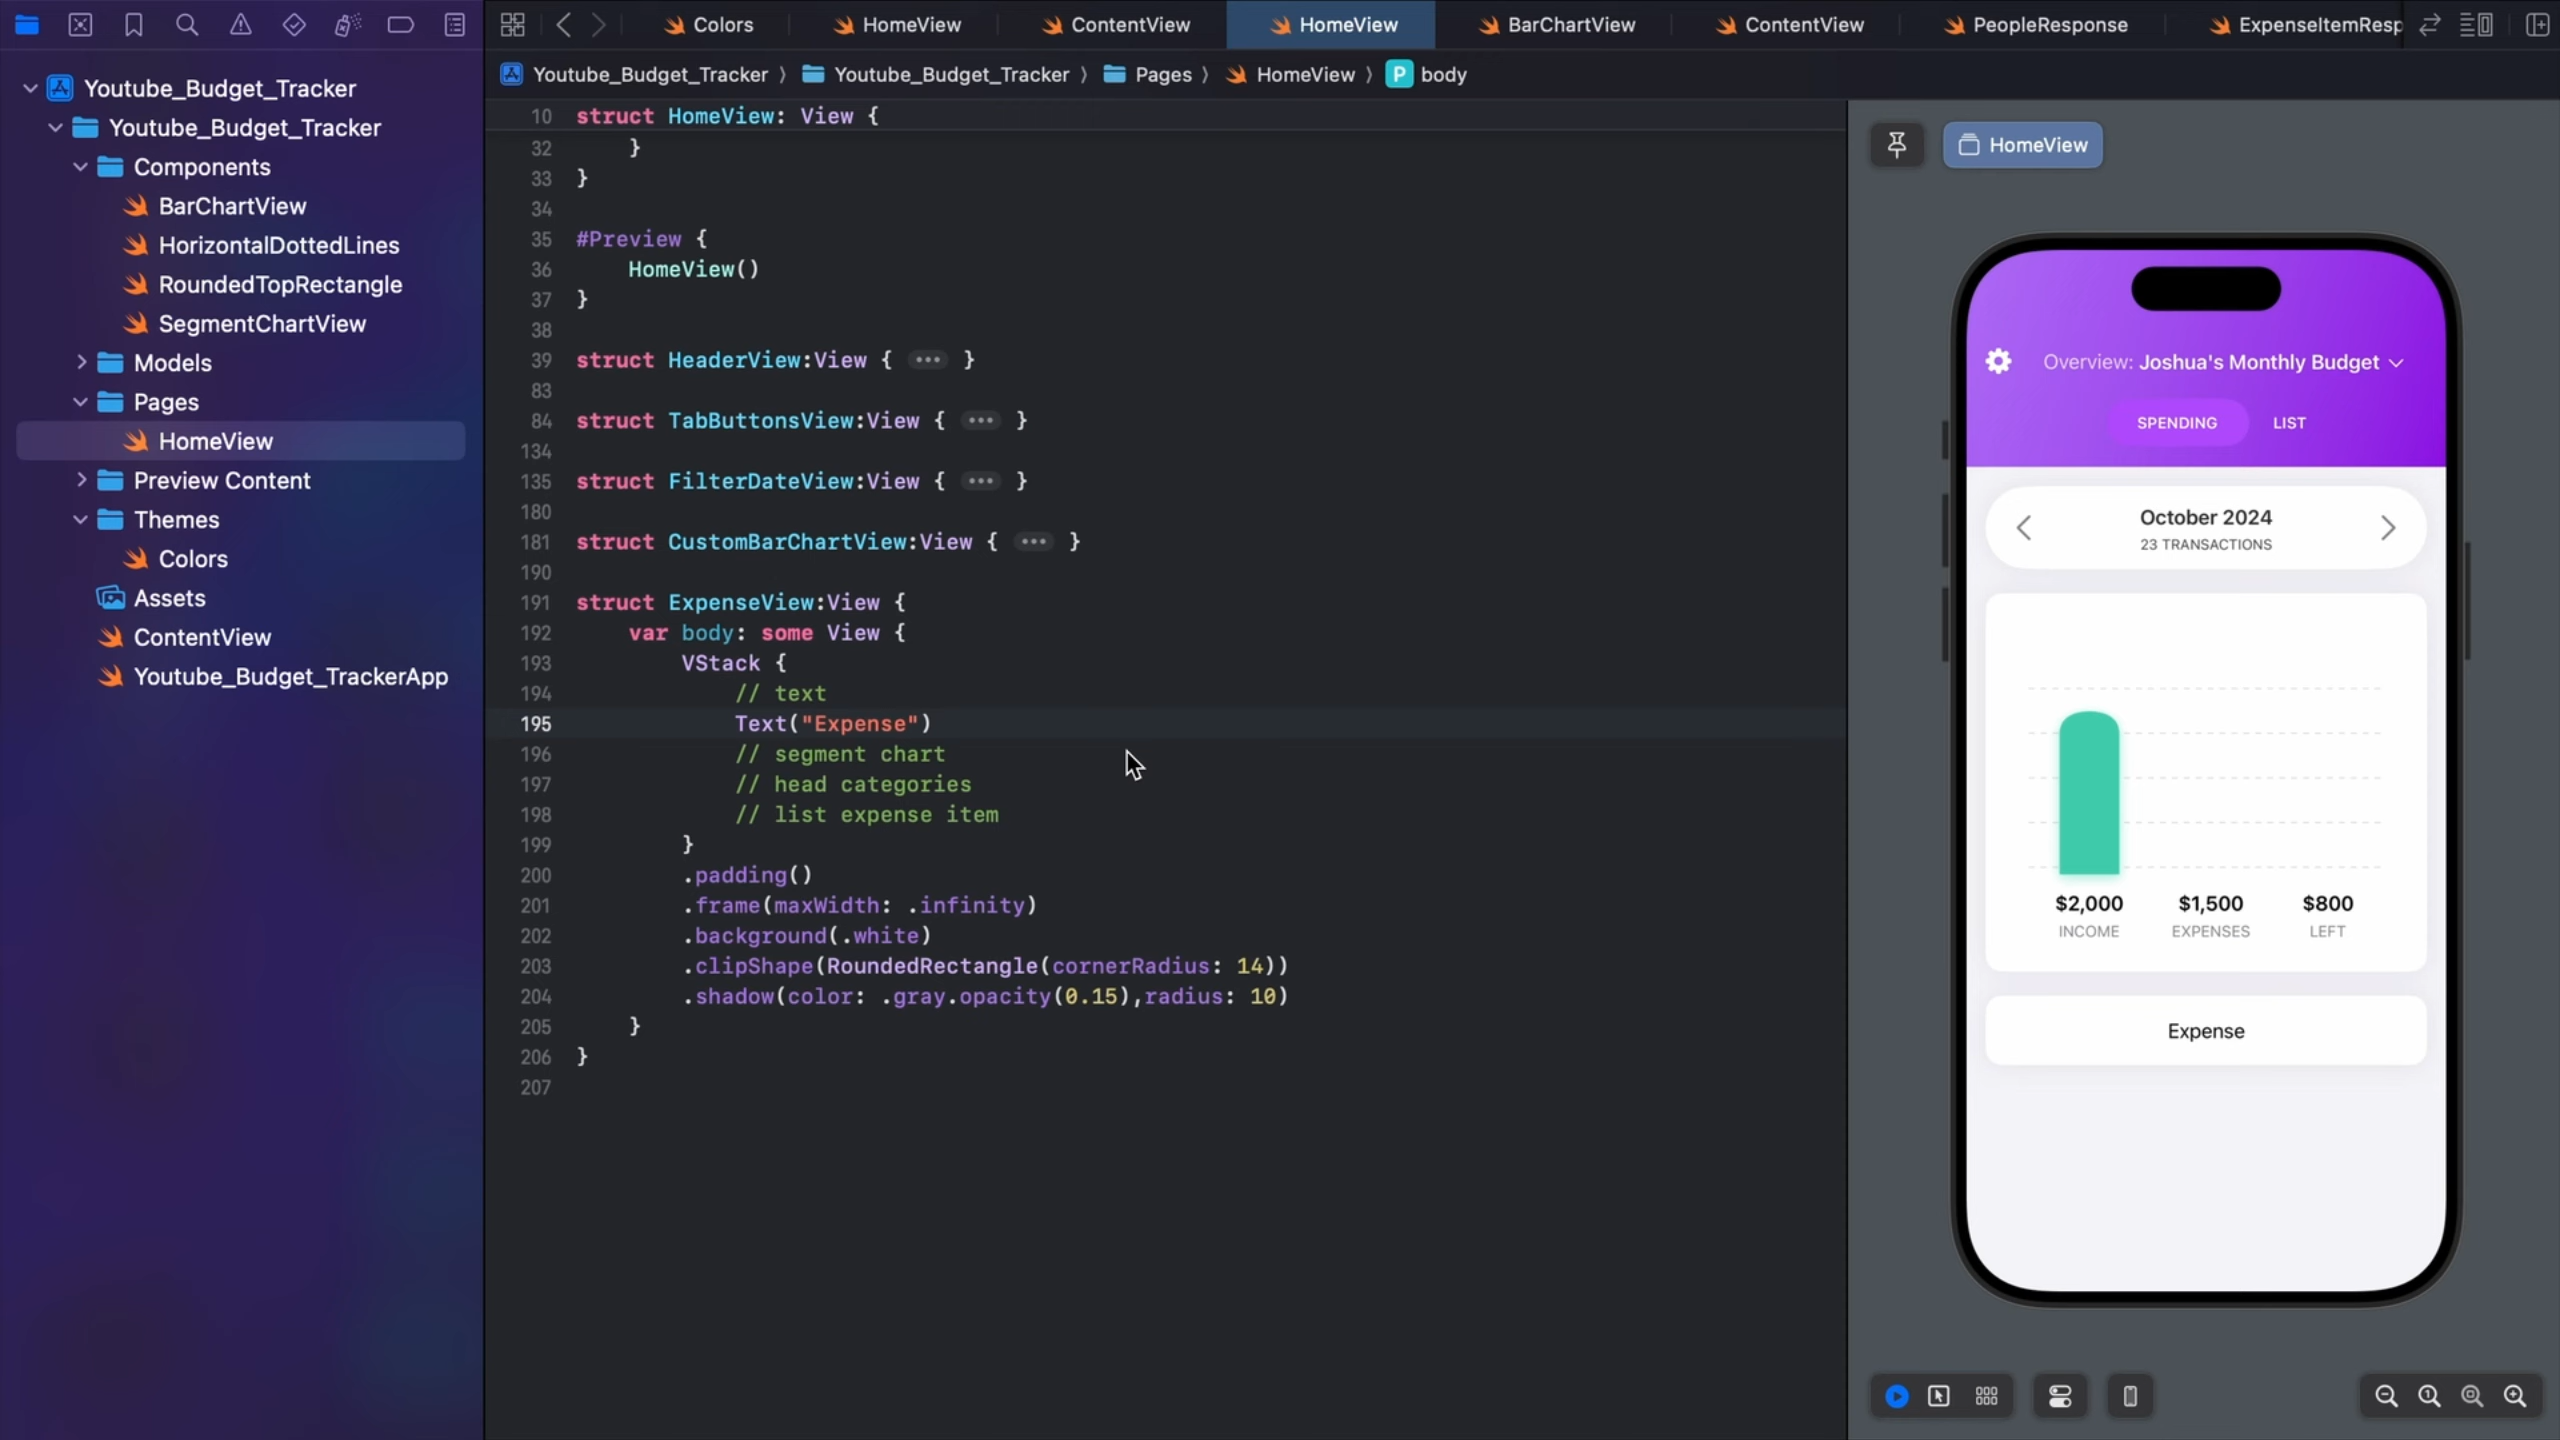 Colors
HomeView
ContentView
HomeView
BarChartView
ContentView
PeopleResponse
ExpenseItemResp
Youtube_Budget_Tracker 〉 Youtube_Budget_Tracker 〉 Pages 〉 HomeView 〉 P body
Youtube_Budget_Tracker
Youtube_Budget_Tracker
Components
BarChartView
HorizontalDottedLines
RoundedTopRectangle
SegmentChartView
Models
Pages
HomeView
Preview Content
Themes
Colors
Assets
ContentView
Youtube_Budget_TrackerApp
10 struct HomeView: View {
32     }
33 }
34
35 #Preview {
36     HomeView()
37 }
38
39 struct HeaderView:View { ••• }
83
84 struct TabButtonsView:View { ••• }
134
135 struct FilterDateView:View { ••• }
180
181 struct CustomBarChartView:View { ••• }
190
191 struct ExpenseView:View {
192     var body: some View {
193         VStack {
194             // text
195             Text("Expense")
196             // segment chart
197             // head categories
198             // list expense item
199         }
200         .padding()
201         .frame(maxWidth: .infinity)
202         .background(.white)
203         .clipShape(RoundedRectangle(cornerRadius: 14))
204         .shadow(color: .gray.opacity(0.15),radius: 10)
205     }
206 }
207
HomeView
Overview: Joshua's Monthly Budget
SPENDING LIST
October 2024
23 TRANSACTIONS
$2,000 $1,500 $800
INCOME EXPENSES LEFT
Expense